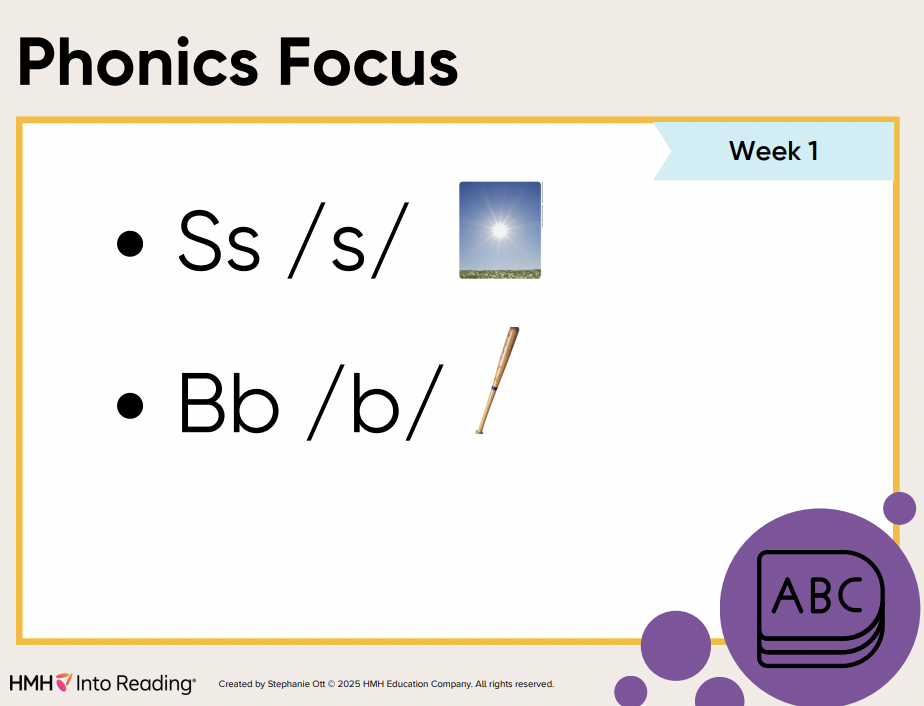 Phonics Focus
Week 1
• Ss /s/
• Bb /b/
ABC
HMH Into Reading®
Created by Stephanie Ott © 2025 HMH Education Company. All rights reserved.